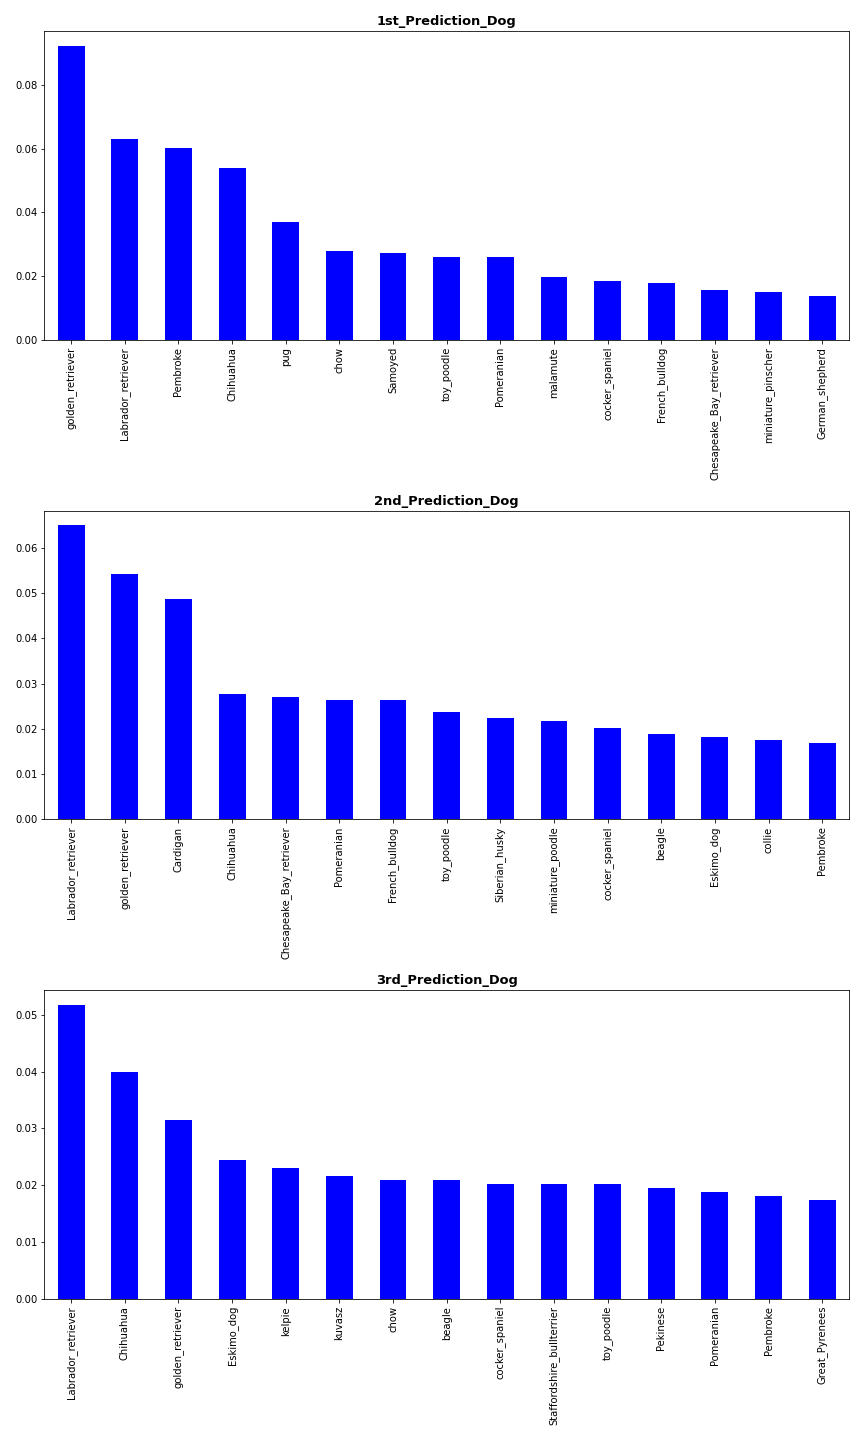 1st_Prediction_Dog
0.08
0.06
0.04
0.02
0.00
golden_retriever
Labrador_retriever
Pembroke
Chihuahua
pug
chow
Samoyed
toy_poodle
Pomeranian
malamute
cocker_spaniel
French_bulldog
Chesapeake_Bay_retriever
miniature_pinscher
German_shepherd
2nd_Prediction_Dog
0.06
0.05
0.04
0.03
0.02
0.01
0.00
Labrador_retriever
golden_retriever
Cardigan
Chihuahua
Chesapeake_Bay_retriever
Pomeranian
French_bulldog
toy_poodle
Siberian_husky
miniature_poodle
cocker_spaniel
beagle
Eskimo_dog
collie
Pembroke
3rd_Prediction_Dog
0.05
0.04
0.03
0.02
0.01
0.00
Labrador_retriever
Chihuahua
golden_retriever
Eskimo_dog
kelpie
kuvasz
chow
beagle
cocker_spaniel
Staffordshire_bullterrier
toy_poodle
Pekinese
Pomeranian
Pembroke
Great_Pyrenees